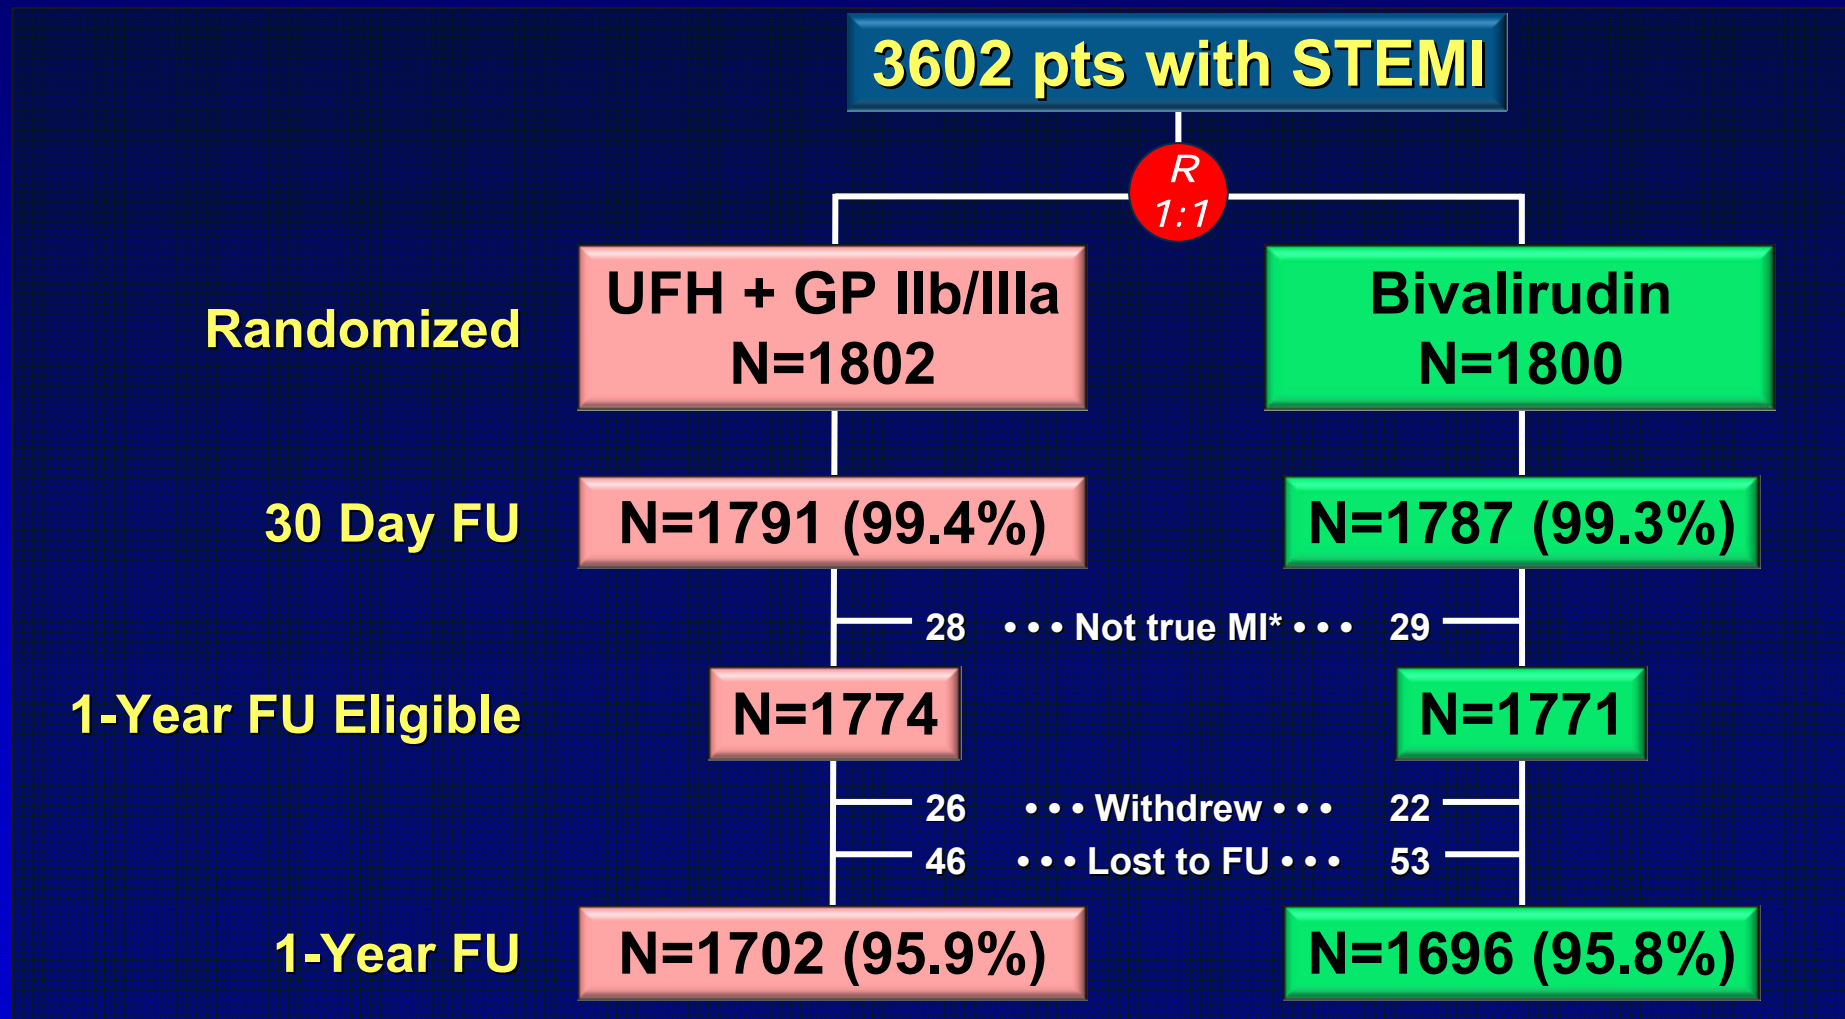 3602 pts with STEMI
R
1:1
Randomized
UFH + GP IIb/IIIa
N=1802
Bivalirudin
N=1800
30 Day FU
N=1791 (99.4%)
N=1787 (99.3%)
28 • • • Not true MI* • • • 29
1-Year FU Eligible
N=1774
N=1771
26 • • • Withdrew • • • 22
46 • • • Lost to FU • • • 53
1-Year FU
N=1702 (95.9%)
N=1696 (95.8%)